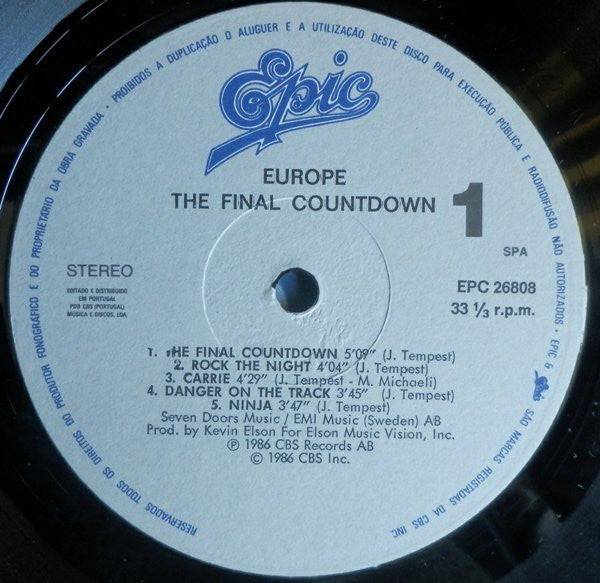 RESERVADOS TODOS OS DIREITOS DO PRODUTOR FONOGRÁFICO E DO PROPRIETARIO DA OBRA GRAVADA · PROIBIDOS A DUPLICAÇÃO O ALUGUER E A UTILIZAÇÃO DESTE DISCO PARA EXECUÇÃO PÚBLICA E RADIODIFUSÃO NÃO AUTORIZADOS · EPIC & Epic SÃO MARCAS REGISTADAS DA CBS INC.
Epic
EUROPE
THE FINAL COUNTDOWN
1
SPA
STEREO
EDITADO E DISTRIBUIDO
EM PORTUGAL
PDB CBS (PORTUGAL)
MÚSICA E DISCOS, LDA.
EPC 26808
33 ⅓ r.p.m.
1. THE FINAL COUNTDOWN 5'09" (J. Tempest)
2. ROCK THE NIGHT 4'04" (J. Tempest)
3. CARRIE 4'29" (J. Tempest - M. Michaeli)
4. DANGER ON THE TRACK 3'45" (J. Tempest)
5. NINJA 3'47" (J. Tempest)
Seven Doors Music / EMI Music (Sweden) AB
Prod. by Kevin Elson For Elson Music Vision, Inc.
℗ 1986 CBS Records AB
© 1986 CBS Inc.